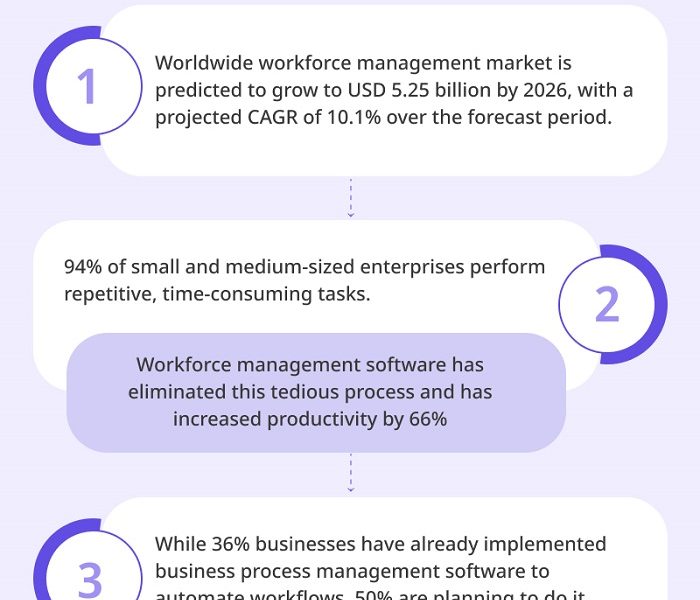 1
Worldwide workforce management market is
predicted to grow to USD 5.25 billion by 2026, with a
projected CAGR of 10.1% over the forecast period.
94% of small and medium-sized enterprises perform
repetitive, time-consuming tasks.
2
Workforce management software has
eliminated this tedious process and has
increased productivity by 66%
3
While 36% businesses have already implemented
business process management software to
automate workflows, 50% are planning to do it